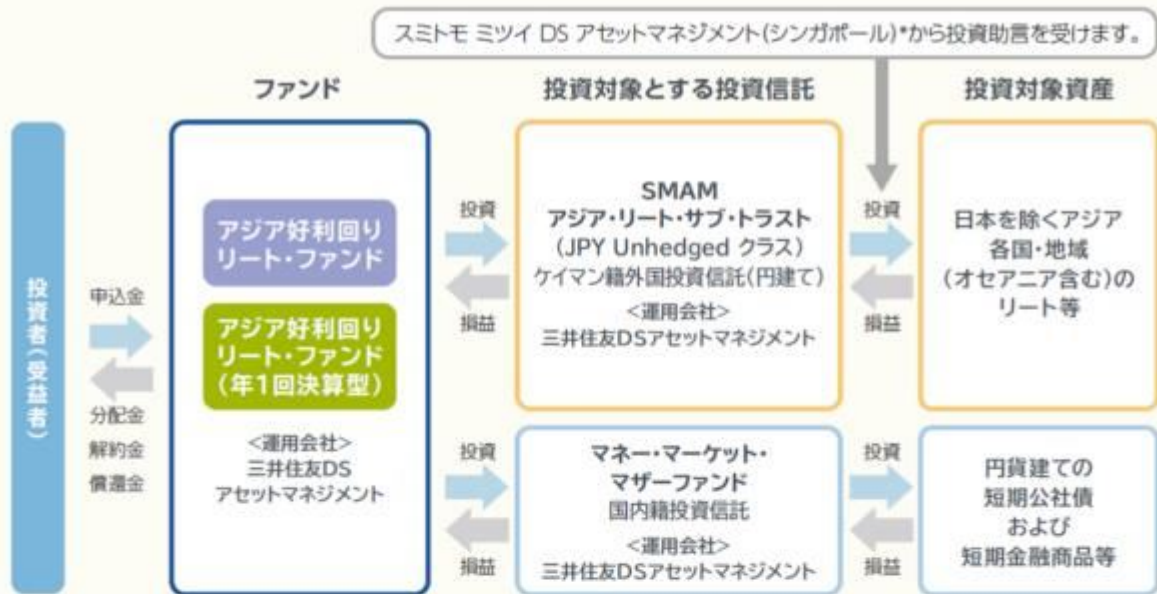 スミトモ ミツイ DS アセットマネジメント(シンガポール)*から投資助言を受けます。
ファンド
投資対象とする投資信託
投資対象資産
投資者(受益者)
申込金
分配金
解約金
償還金
アジア好利回り
リート・ファンド
アジア好利回り
リート・ファンド
(年1回決算型)
<運用会社>
三井住友DS
アセットマネジメント
投資
損益
SMAM
アジア・リート・サブ・トラスト
(JPY Unhedged クラス)
ケイマン籍外国投資信託(円建て)
<運用会社>
三井住友DSアセットマネジメント
投資
損益
日本を除くアジア
各国・地域
(オセアニア含む)の
リート等
投資
損益
マネー・マーケット・
マザーファンド
国内籍投資信託
<運用会社>
三井住友DSアセットマネジメント
投資
損益
円貨建ての
短期公社債
および
短期金融商品等